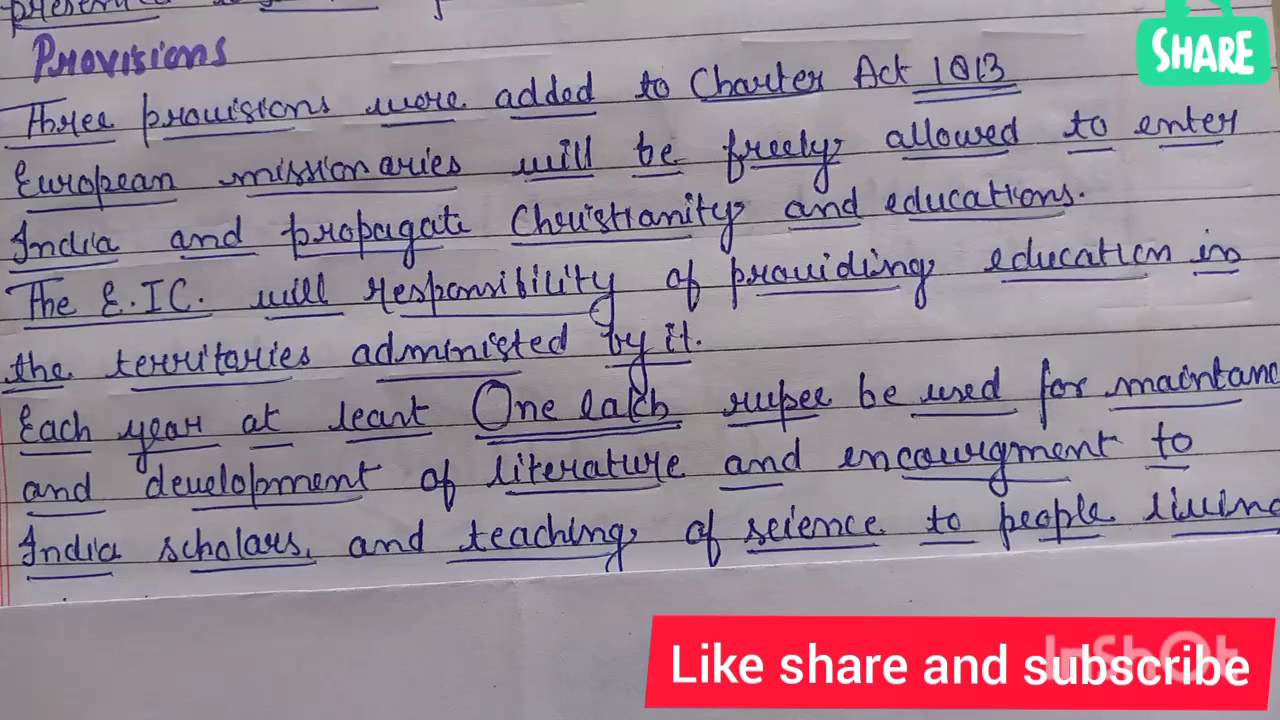 SHARE
Provisions
Three provisions were added to Charter Act 1813
European missionaries will be freely allowed to enter
India and propagate Christianity and educations.
The E.IC. will responsibility of providing education in
the territories administed by it.
Each year at least One lakh rupee be used for maintanc
and development of literature and encourgment to
India scholars, and teaching of science to people living
Like share and subscribe
InShOt